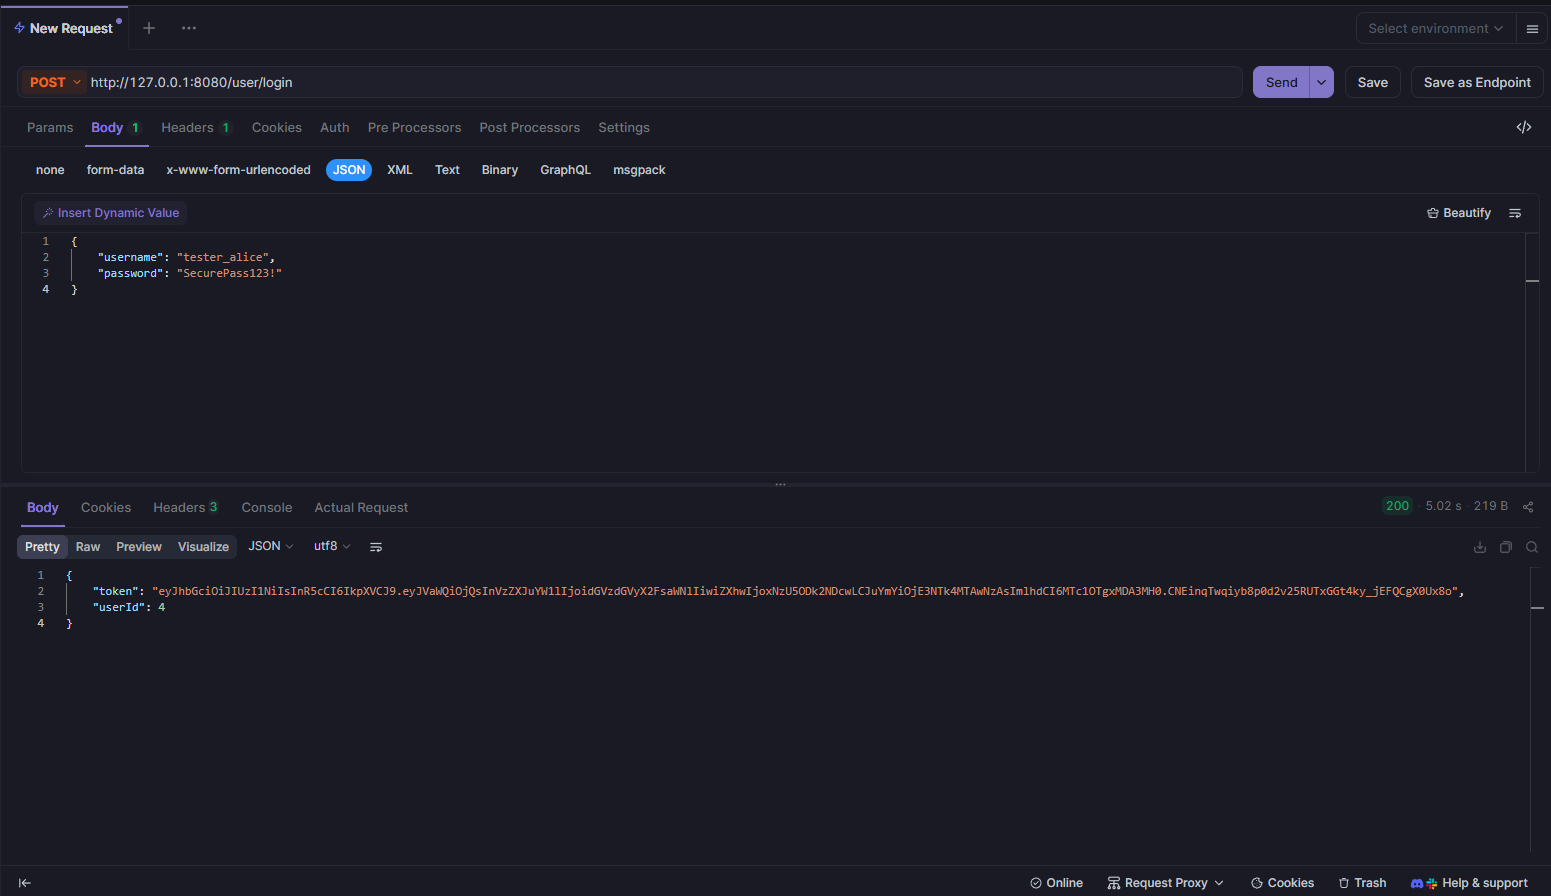 New Request
Select environment
POST http://127.0.0.1:8080/user/login Send Save Save as Endpoint
Params Body 1 Headers 1 Cookies Auth Pre Processors Post Processors Settings
none form-data x-www-form-urlencoded JSON XML Text Binary GraphQL msgpack
Insert Dynamic Value Beautify
1 {
2 "username": "tester_alice",
3 "password": "SecurePass123!"
4 }
Body Cookies Headers 3 Console Actual Request 200 5.02 s 219 B
Pretty Raw Preview Visualize JSON utf8
1 {
2 "token": "eyJhbGciOiJIUzI1NiIsInR5cCI6IkpXVCJ9.eyJVaWQiOjQsInVzZXJuYW1lIjoidGVzdGVyX2FsaWNlIiwiZXhwIjoxNzU5ODk2NDcwLCJuYmYiOjE3NTk4MTAwNzAsImlhdCI6MTc1OTgxMDA3MH0.CNEinqTwqiyb8p0d2v25RUTxGGt4ky_jEFQCgX0Ux8o",
3 "userId": 4
4 }
Online Request Proxy Cookies Trash Help & support